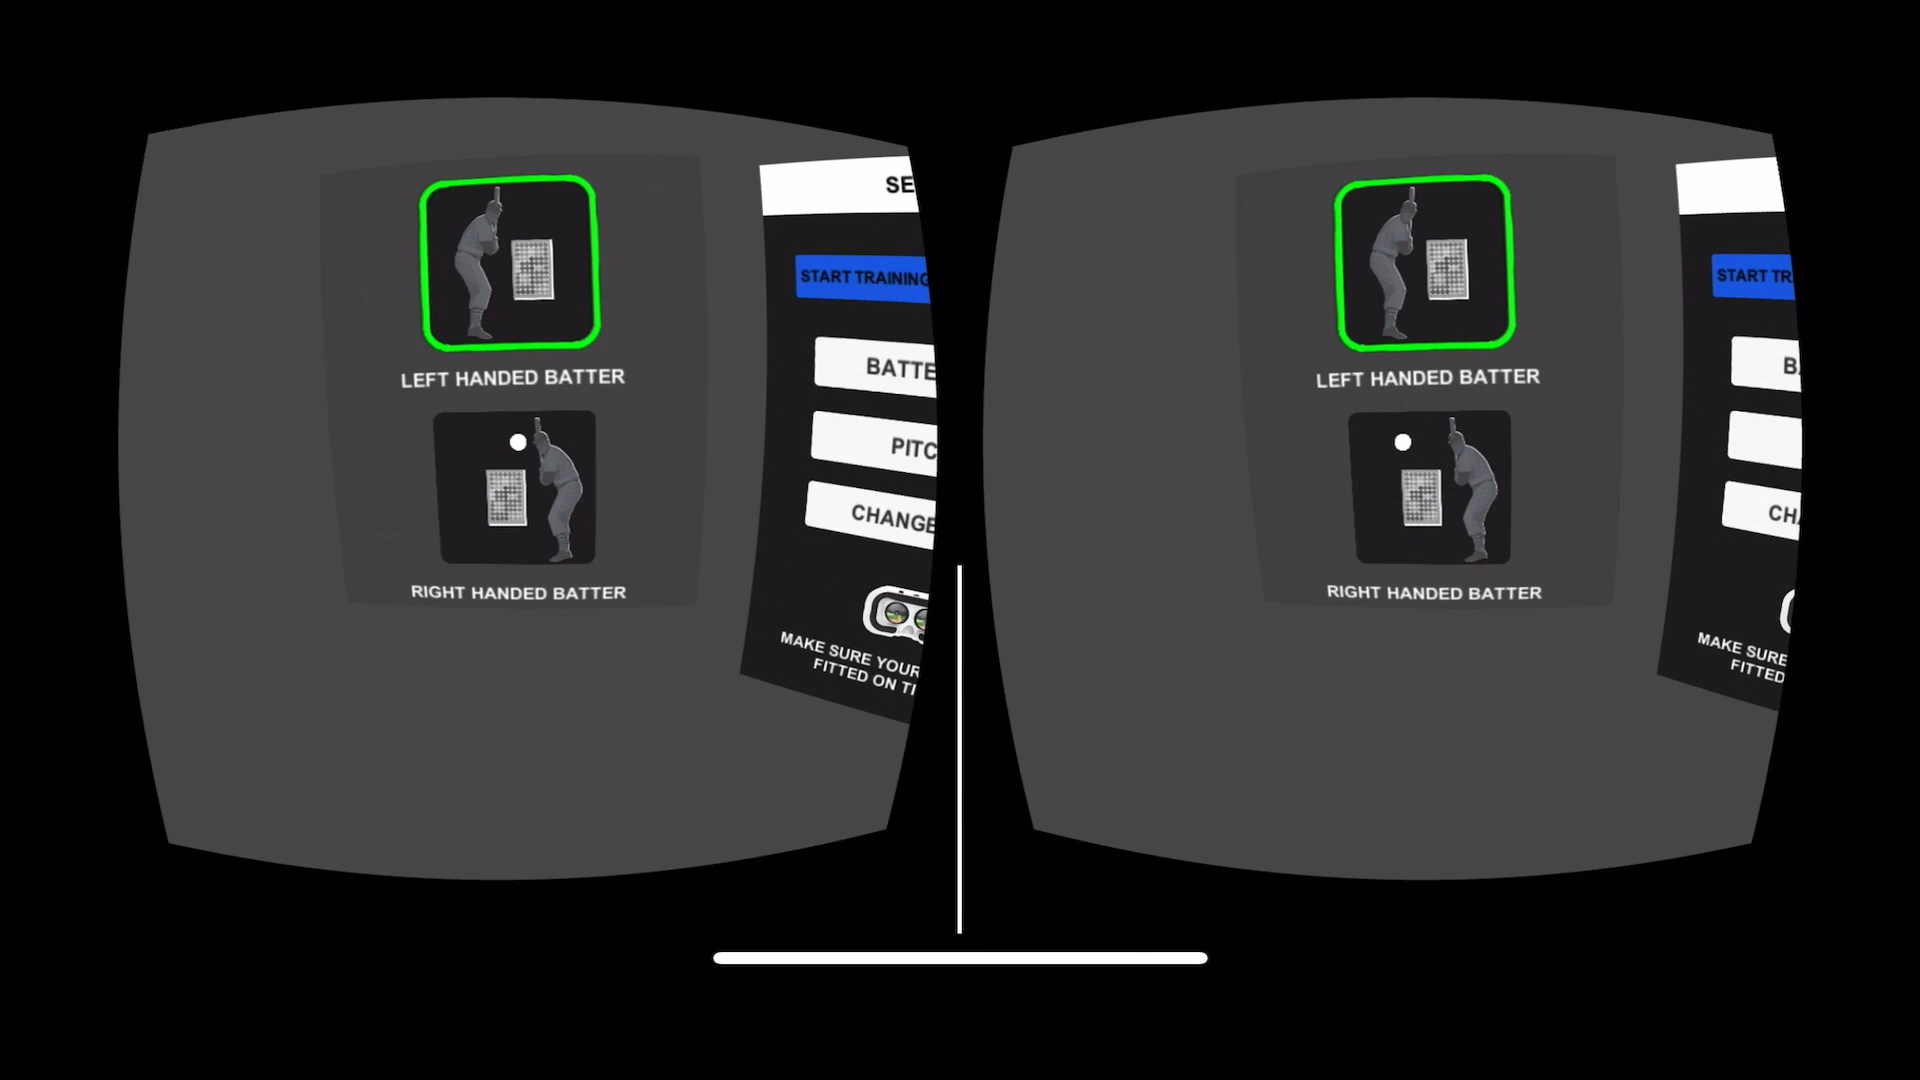 LEFT HANDED BATTER
RIGHT HANDED BATTER
SE
START TRAINING
BATTE
PITC
CHANGE
MAKE SURE YOUR
FITTED ON
LEFT HANDED BATTER
RIGHT HANDED BATTER
START TR
B
CH
MAKE SURE
FITTED